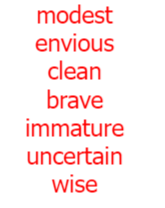 modest
envious
clean
brave
immature
uncertain
wise